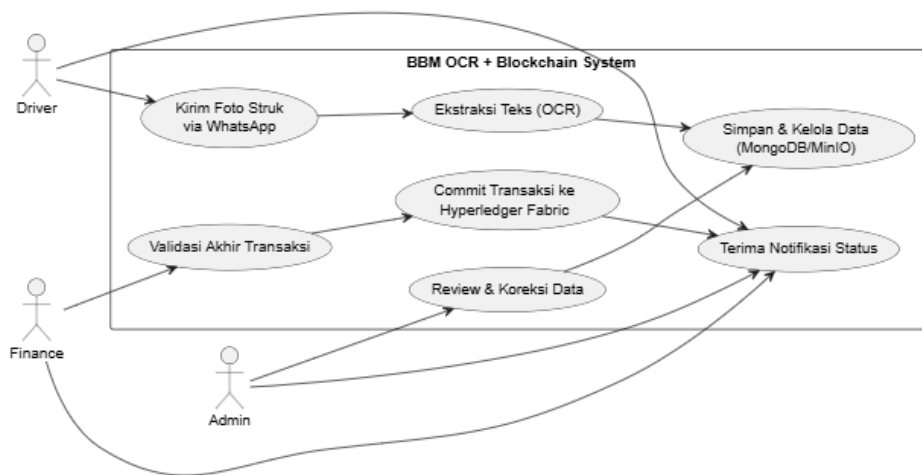 BBM OCR + Blockchain System
Driver
Kirim Foto Struk
via WhatsApp
Ekstraksi Teks (OCR)
Simpan & Kelola Data
(MongoDB/MinIO)
Commit Transaksi ke
Hyperledger Fabric
Validasi Akhir Transaksi
Terima Notifikasi Status
Review & Koreksi Data
Finance
Admin